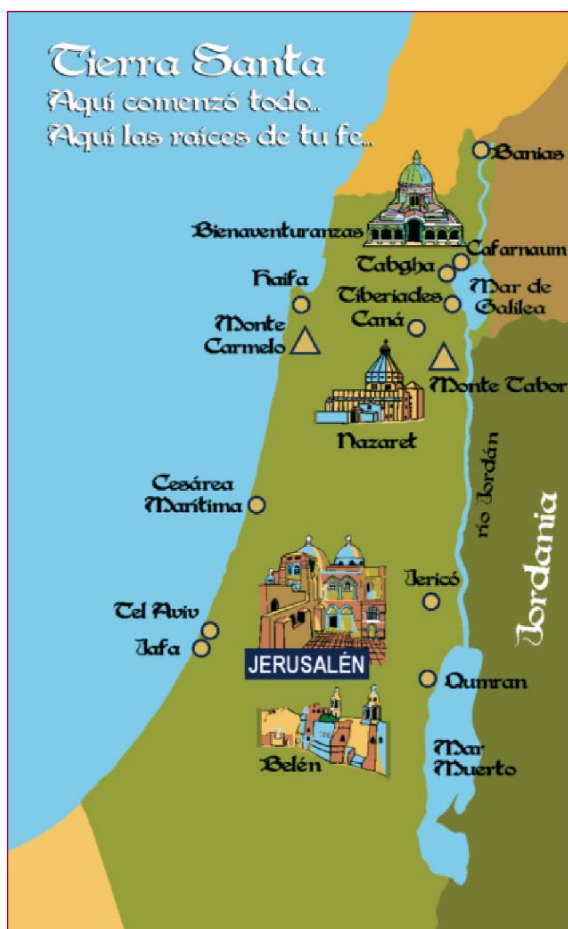 Tierra Santa
Aquí comenzó todo...
Aquí las raíces de tu fe...
Banias
Bienaventuranzas
Cafarnaum
Tabgha
Haifa
Tiberiades
Mar de
Galilea
Caná
Monte
Carmelo
Monte Tabor
Nazaret
río Jordán
Jordania
Cesárea
Marítima
Jericó
Tel Aviv
Jafa
JERUSALÉN
Qumran
Belén
Mar
Muerto